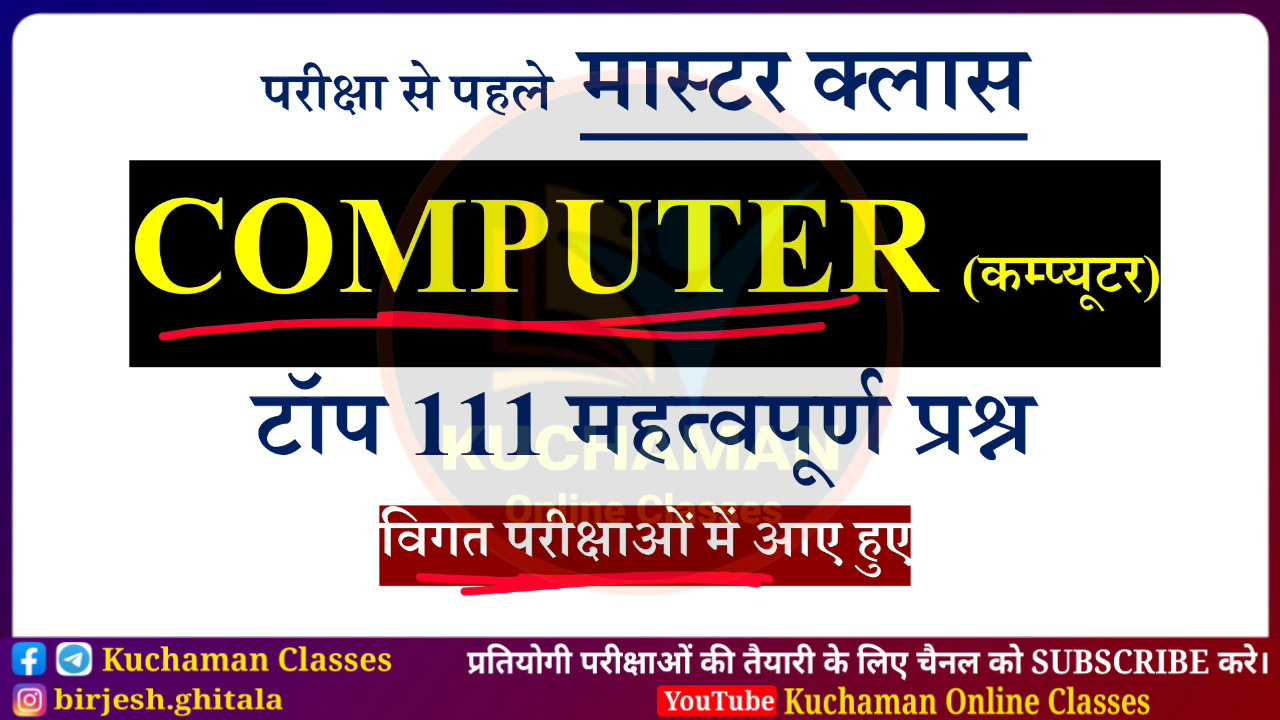 परीक्षा से पहले मास्टर क्लास
COMPUTER (कम्प्यूटर)
टॉप 111 महत्वपूर्ण प्रश्न
KUCHAMAN
Online Classes
विगत परीक्षाओं में आए हुए
Kuchaman Classes
प्रतियोगी परीक्षाओं की तैयारी के लिए चैनल को SUBSCRIBE करे।
birjesh.ghitala
YouTube Kuchaman Online Classes